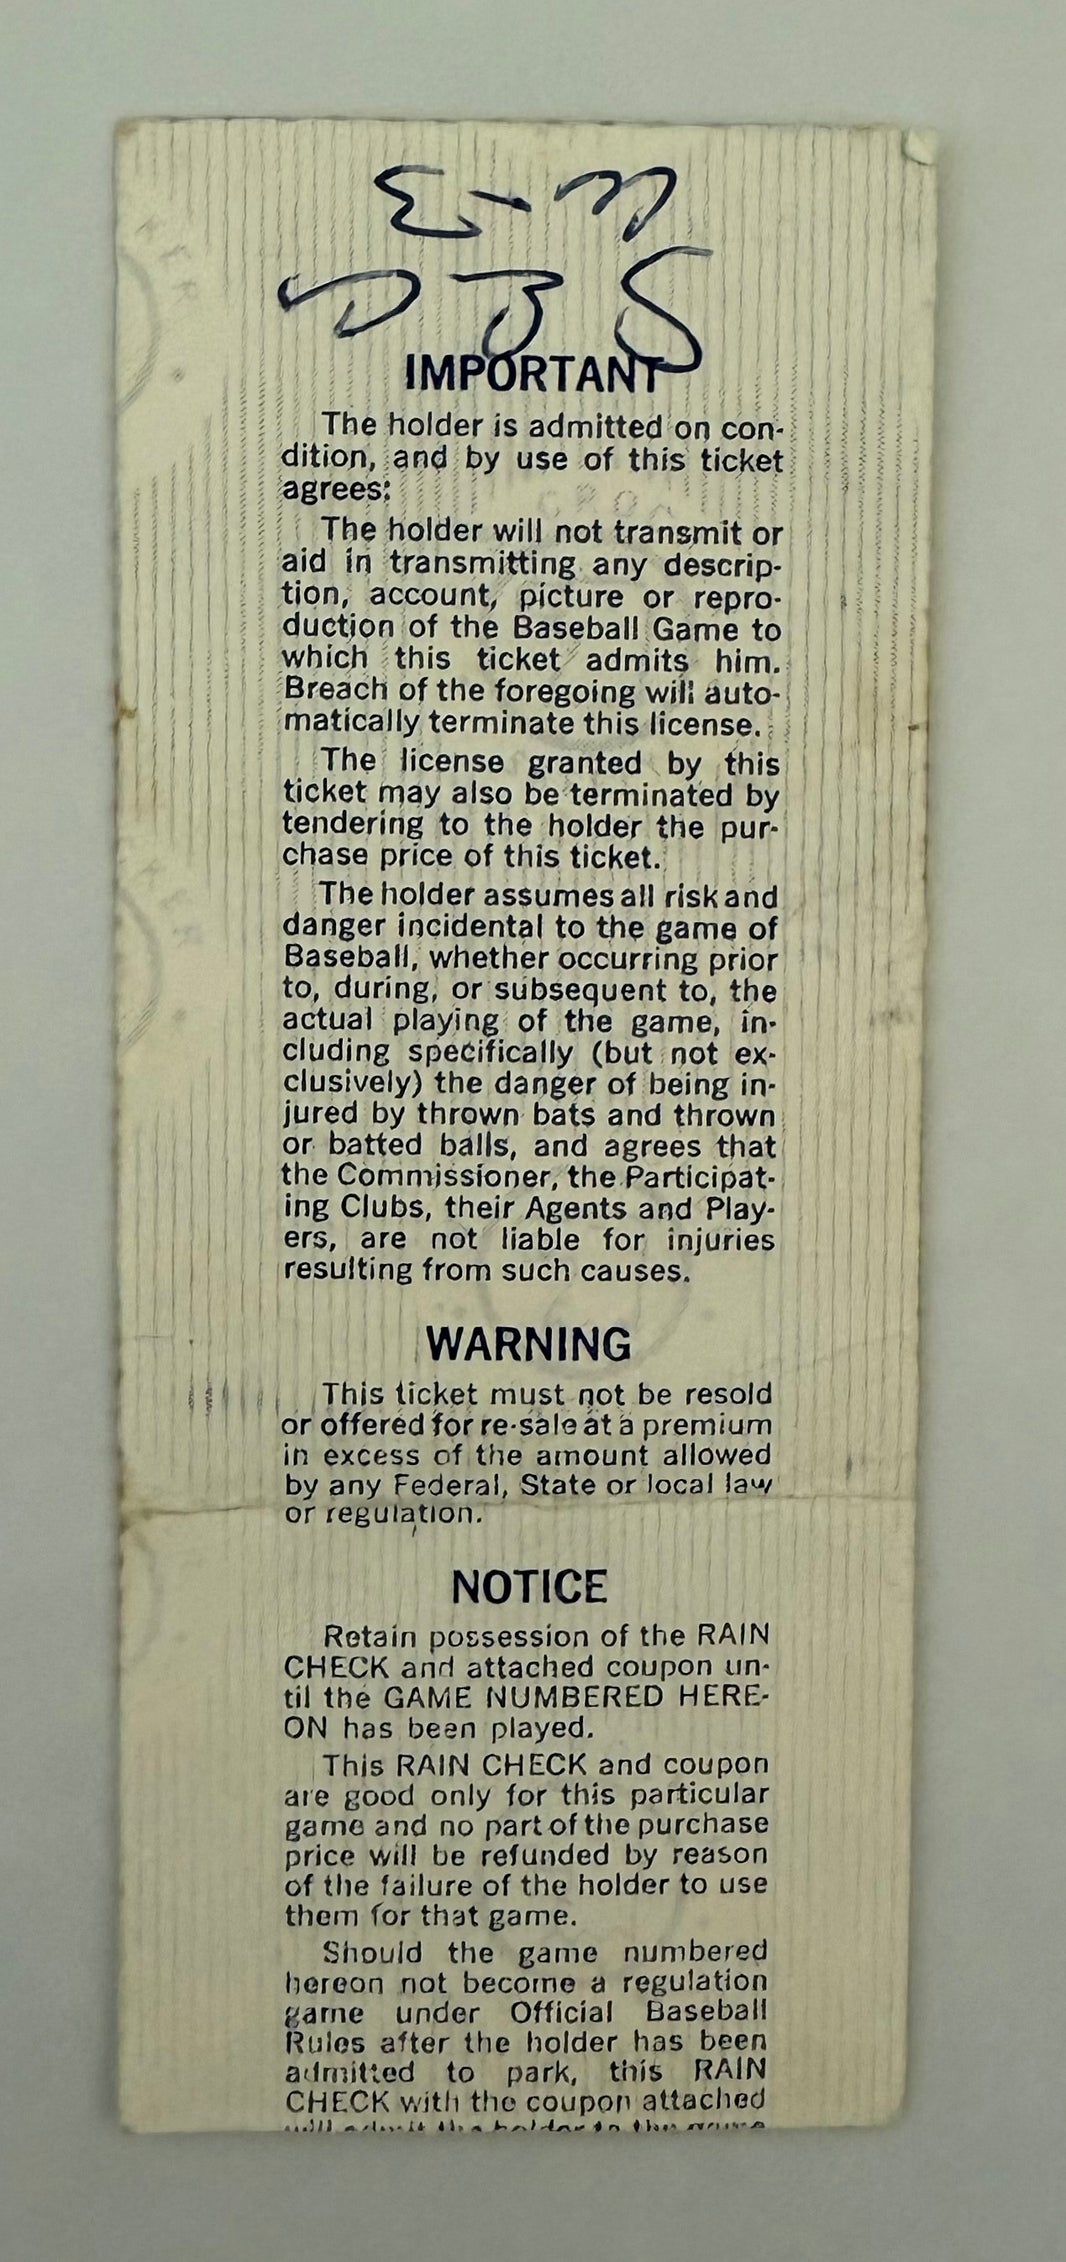 E-M
D J S
IMPORTANT
The holder is admitted on con-
dition, and by use of this ticket
agrees:
The holder will not transmit or
aid in transmitting any descrip-
tion, account, picture or repro-
duction of the Baseball Game to
which this ticket admits him.
Breach of the foregoing will auto-
matically terminate this license.
The license granted by this
ticket may also be terminated by
tendering to the holder the pur-
chase price of this ticket.
The holder assumes all risk and
danger incidental to the game of
Baseball, whether occurring prior
to, during, or subsequent to, the
actual playing of the game, in-
cluding specifically (but not ex-
clusively) the danger of being in-
jured by thrown bats and thrown
or batted balls, and agrees that
the Commissioner, the Participat-
ing Clubs, their Agents and Play-
ers, are not liable for injuries
resulting from such causes.
WARNING
This ticket must not be resold
or offered for re-sale at a premium
in excess of the amount allowed
by any Federal, State or local law
or regulation.
NOTICE
Retain possession of the RAIN
CHECK and attached coupon un-
til the GAME NUMBERED HERE-
ON has been played.
This RAIN CHECK and coupon
are good only for this particular
game and no part of the purchase
price will be refunded by reason
of the failure of the holder to use
them for that game.
Should the game numbered
hereon not become a regulation
game under Official Baseball
Rules after the holder has been
admitted to park, this RAIN
CHECK with the coupon attached
will admit the holder to the game